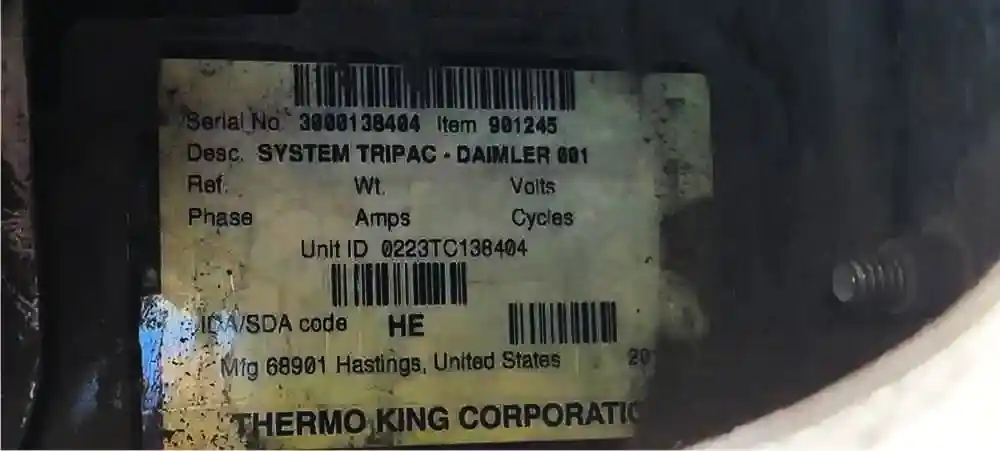 Serial No. 3000138404 Item 901245
Desc. SYSTEM TRIPAC - DAIMLER 001
Ref. Wt. Volts
Phase Amps Cycles
Unit ID 0223TC138404
IDA/SDA code HE
Mfg 68901 Hastings, United States 20
THERMO KING CORPORATIO